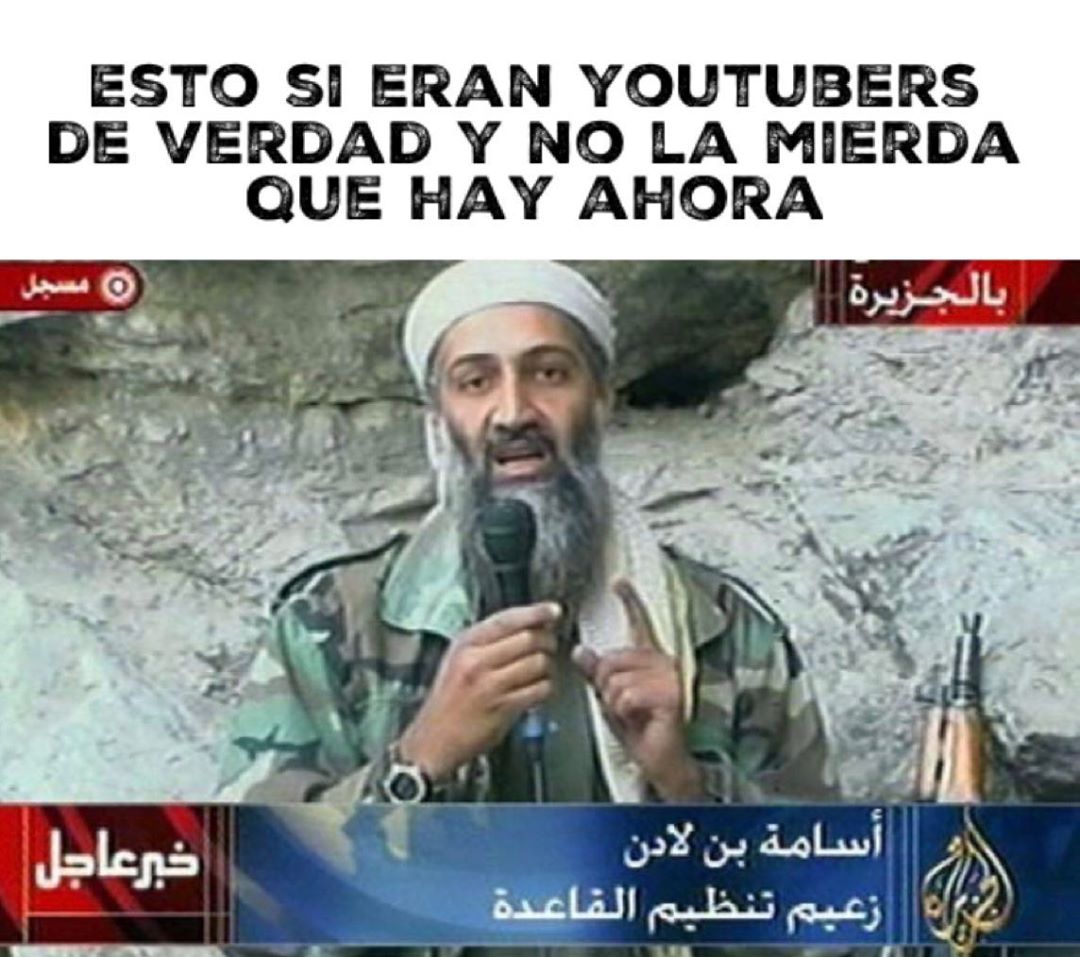 ESTO SI ERAN YOUTUBERS
DE VERDAD Y NO LA MIERDA
QUE HAY AHORA
مسجل
بالجزيرة
خبر عاجل
أسامة بن لادن
زعيم تنظيم القاعدة
الجزيرة